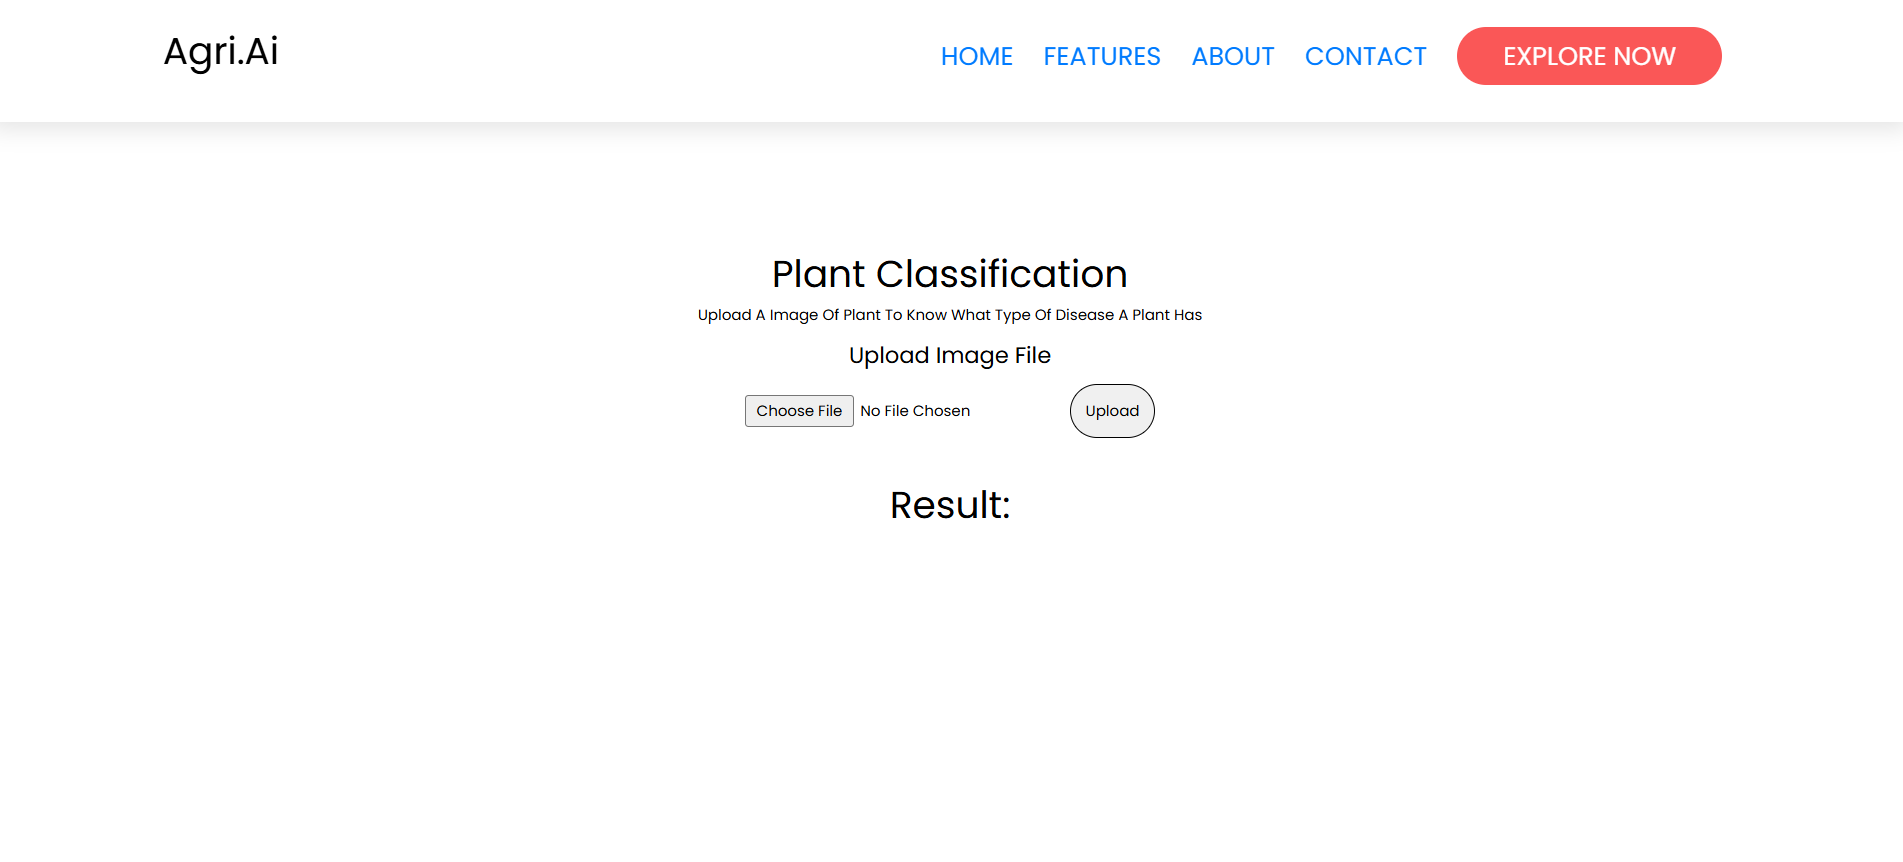 Agri.Ai
HOME FEATURES ABOUT CONTACT EXPLORE NOW
Plant Classification
Upload A Image Of Plant To Know What Type Of Disease A Plant Has
Upload Image File
Choose File No File Chosen Upload
Result: